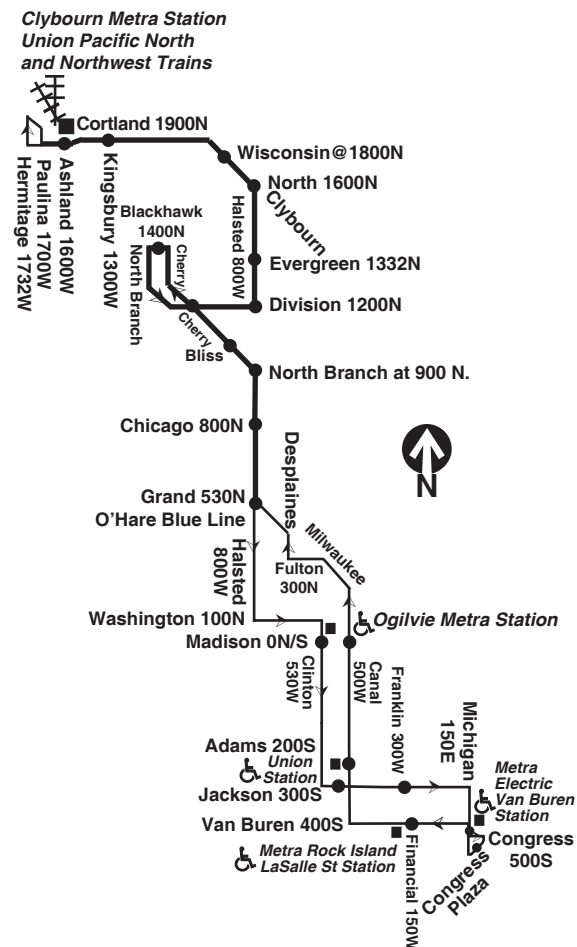 Clybourn Metra Station
Union Pacific North
and Northwest Trains
Cortland 1900N
Wisconsin@1800N
North 1600N
Clybourn
Halsted 800W
Hermitage 1732W
Paulina 1700W
Ashland 1600W
Kingsbury 1300W
Blackhawk
1400N
Cherry
North Branch
Evergreen 1332N
Division 1200N
Cherry
Bliss
North Branch at 900 N.
Chicago 800N
N
Desplaines
Grand 530N
O'Hare Blue Line
Milwaukee
Halsted
800W
Fulton
300N
Washington 100N
Ogilvie Metra Station
Madison 0N/S
Clinton
530W
Canal
500W
Franklin 300W
Michigan
150E
Adams 200S
Union
Station
Jackson 300S
Metra
Electric
Van Buren
Station
Van Buren 400S
Congress
500S
Metra Rock Island
LaSalle St Station
Financial 150W
Congress
Plaza